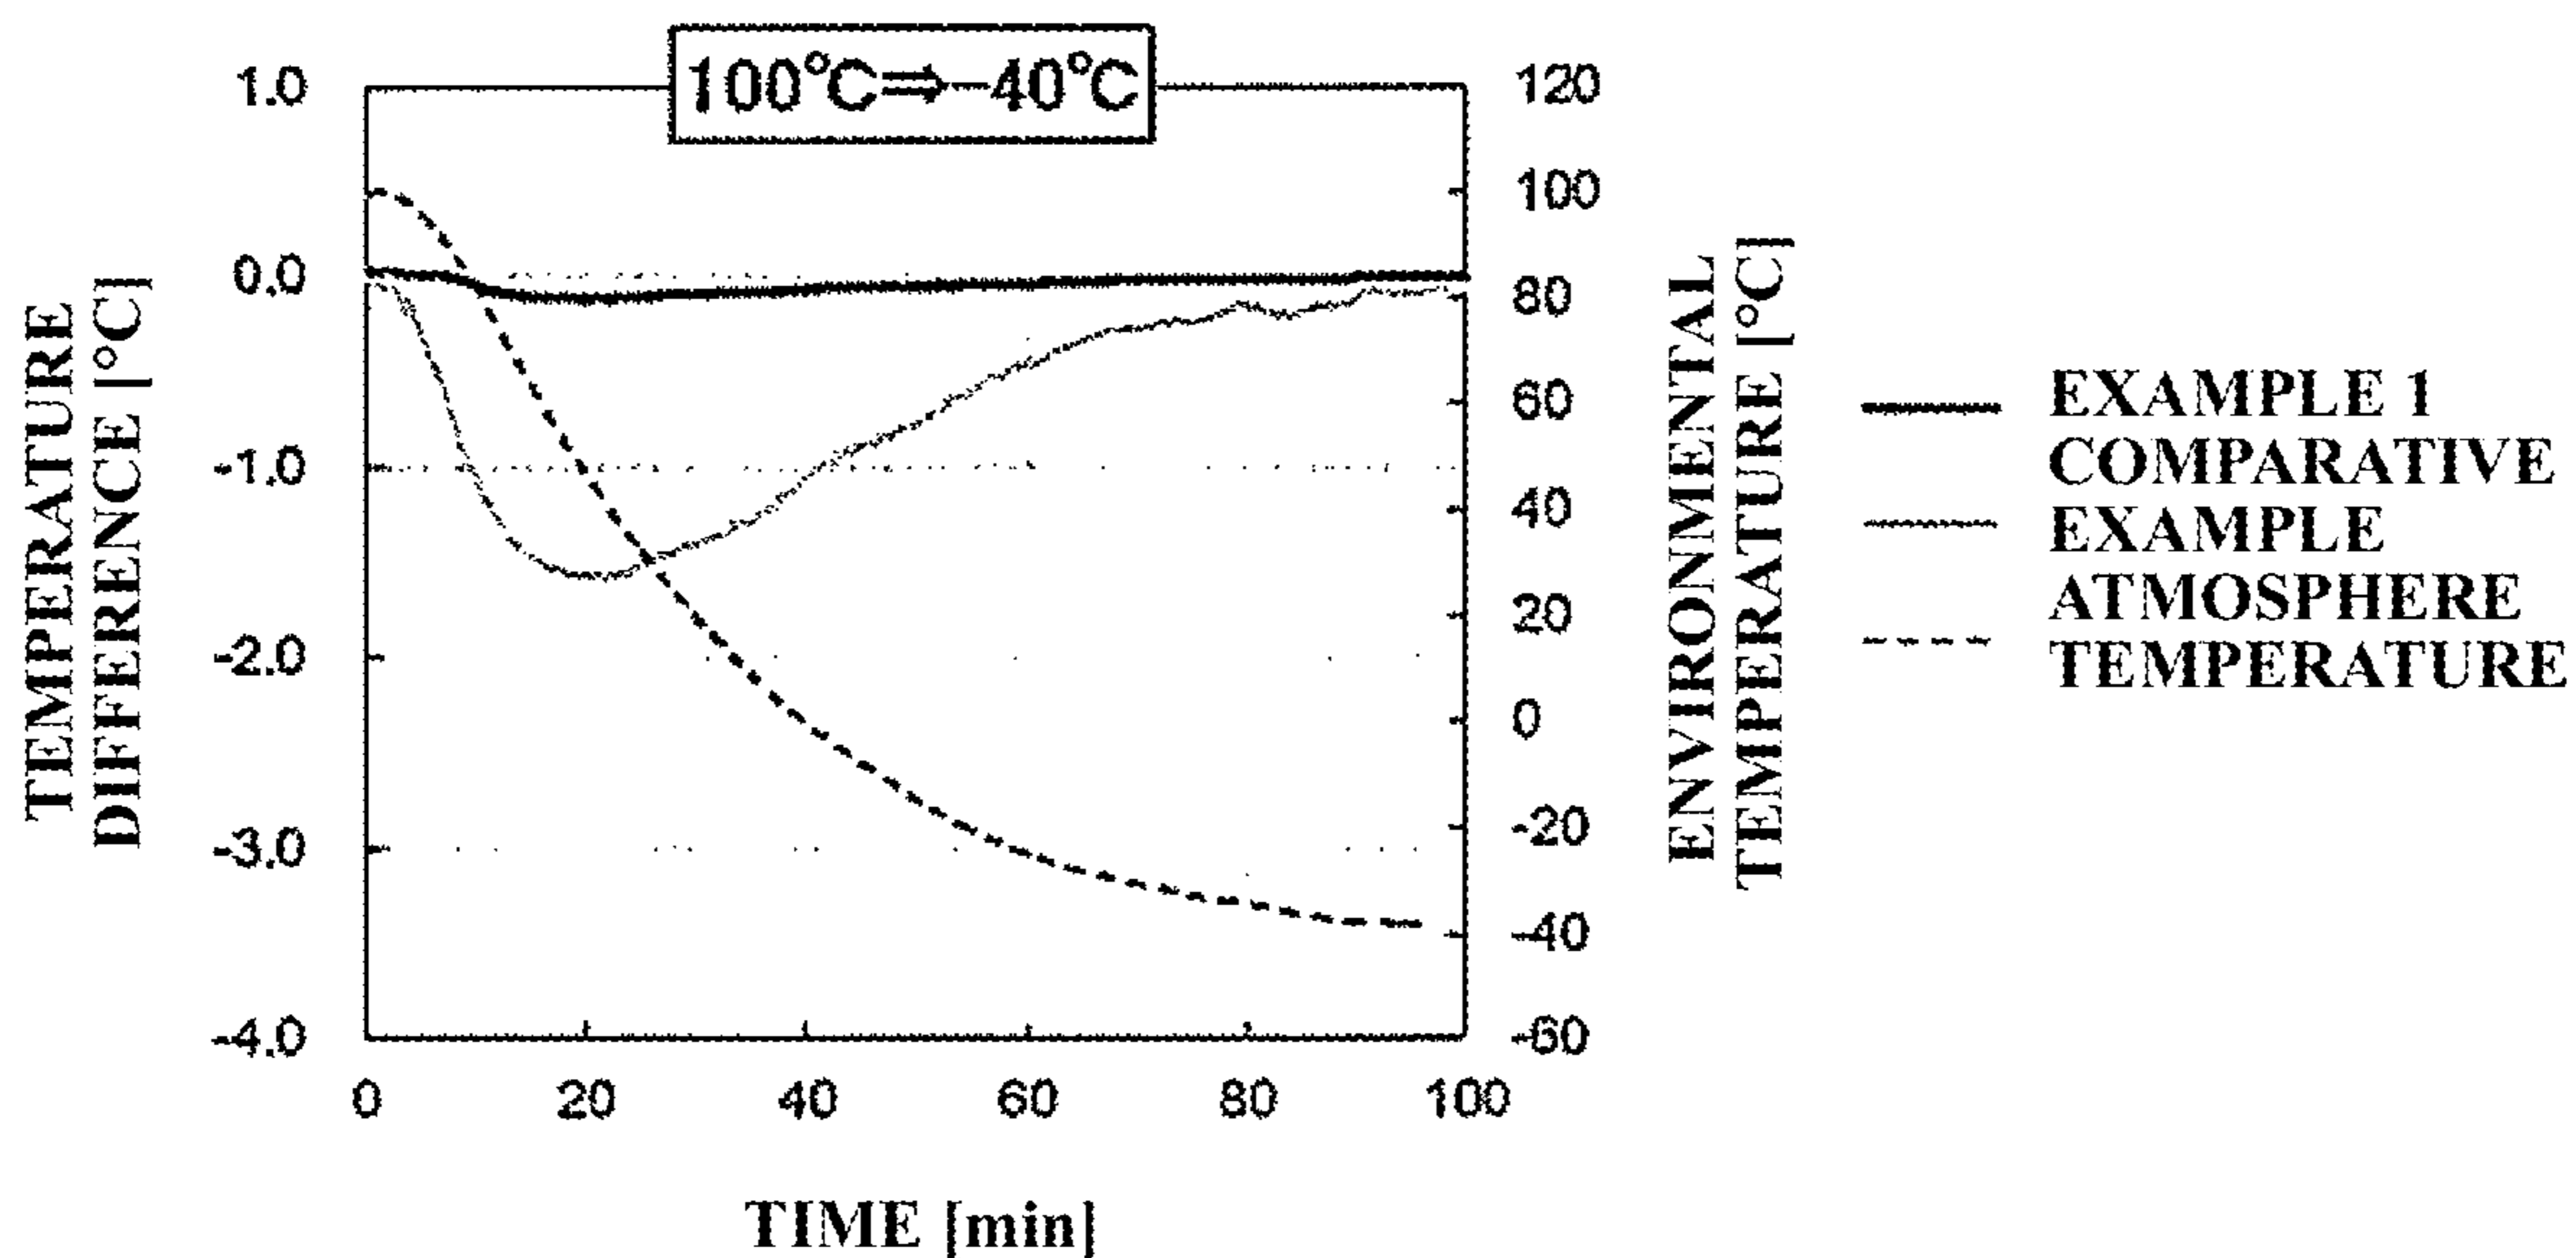 100°C⇒-40°C
1.0
0.0
-1.0
-2.0
-3.0
-4.0
TEMPERATURE
DIFFERENCE [°C]
120
100
80
60
40
20
0
-20
-40
-60
ENVIRONMENTAL
TEMPERATURE [°C]
0 20 40 60 80 100
TIME [min]
EXAMPLE 1
COMPARATIVE
EXAMPLE
ATMOSPHERE
TEMPERATURE